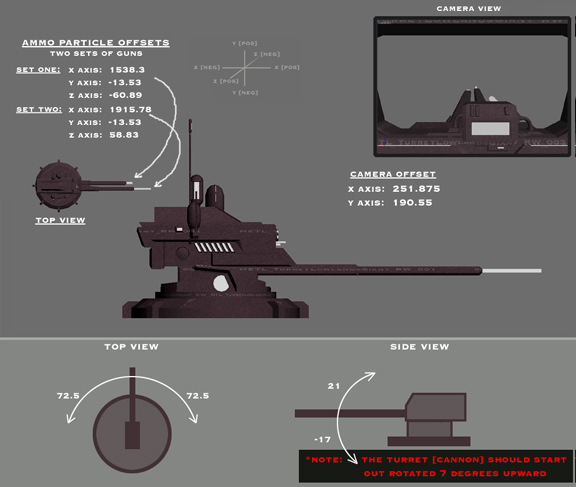 CAMERA VIEW
AMMO PARTICLE OFFSETS
TWO SETS OF GUNS
SET ONE: X AXIS: 1538.3
Y AXIS: -13.53
Z AXIS: -60.89
SET TWO: X AXIS: 1915.78
Y AXIS: -13.53
Z AXIS: 58.83
Y [POS]
Z [NEG]
X [NEG] X [POS]
Z [POS]
Y [NEG]
TOP VIEW
CAMERA OFFSET
X AXIS: 251.875
Y AXIS: 190.55
TOP VIEW
72.5 72.5
SIDE VIEW
21
-17
*NOTE: THE TURRET [CANNON] SHOULD START
OUT ROTATED 7 DEGREES UPWARD